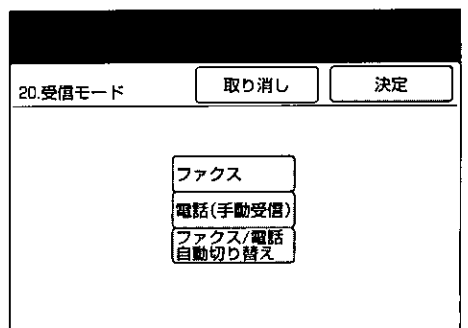 20.受信モード
取り消し
決定
ファクス
電話(手動受信)
ファクス/電話
自動切り替え